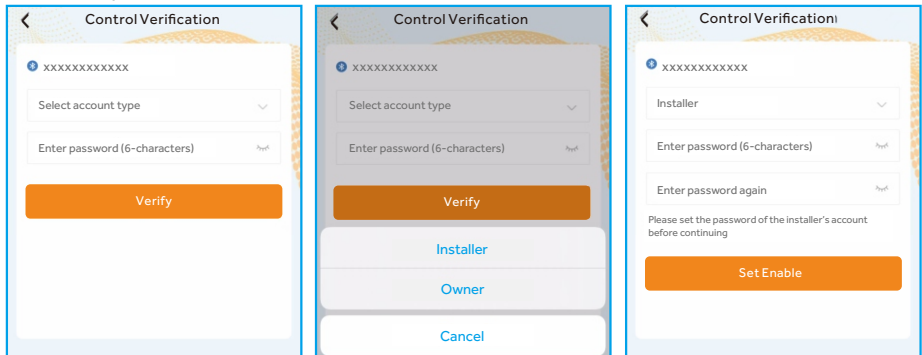 Control Verification
xxxxxxxxxxxx
Select account type
Enter password (6-characters)
Verify
Control Verification
xxxxxxxxxxxx
Select account type
Enter password (6-characters)
Verify
Installer
Owner
Cancel
Control Verification
xxxxxxxxxxxx
Installer
Enter password (6-characters)
Enter password again
Please set the password of the installer's account
before continuing
Set Enable